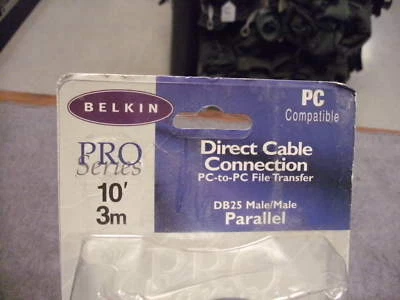 BELKIN
PC
Compatible
PRO
Series
10'
3m
Direct Cable
Connection
PC-to-PC File Transfer
DB25 Male/Male
Parallel
PRO